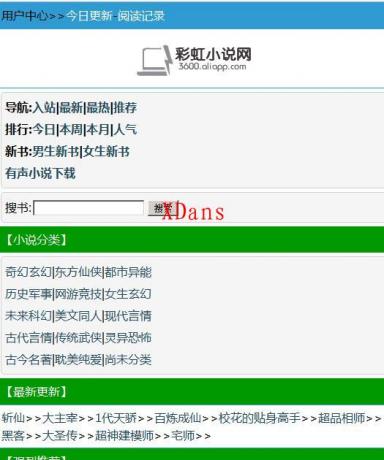 用户中心>>今日更新-阅读记录
彩虹小说网
3600.aliapp.com
导航:入站|最新|最热|推荐
排行:今日|本周|本月|人气
新书:男生新书|女生新书
有声小说下载
搜书:
XDans
【小说分类】
奇幻玄幻|东方仙侠|都市异能
历史军事|网游竞技|女生玄幻
未来科幻|美文同人|现代言情
古代言情|传统武侠|灵异恐怖
古今名著|耽美纯爱|尚未分类
【最新更新】
斩仙>>大主宰>>1代天骄>>百炼成仙>>校花的贴身高手>>超品相师>>
黑客>>大圣传>>超神建模师>>宅师>>